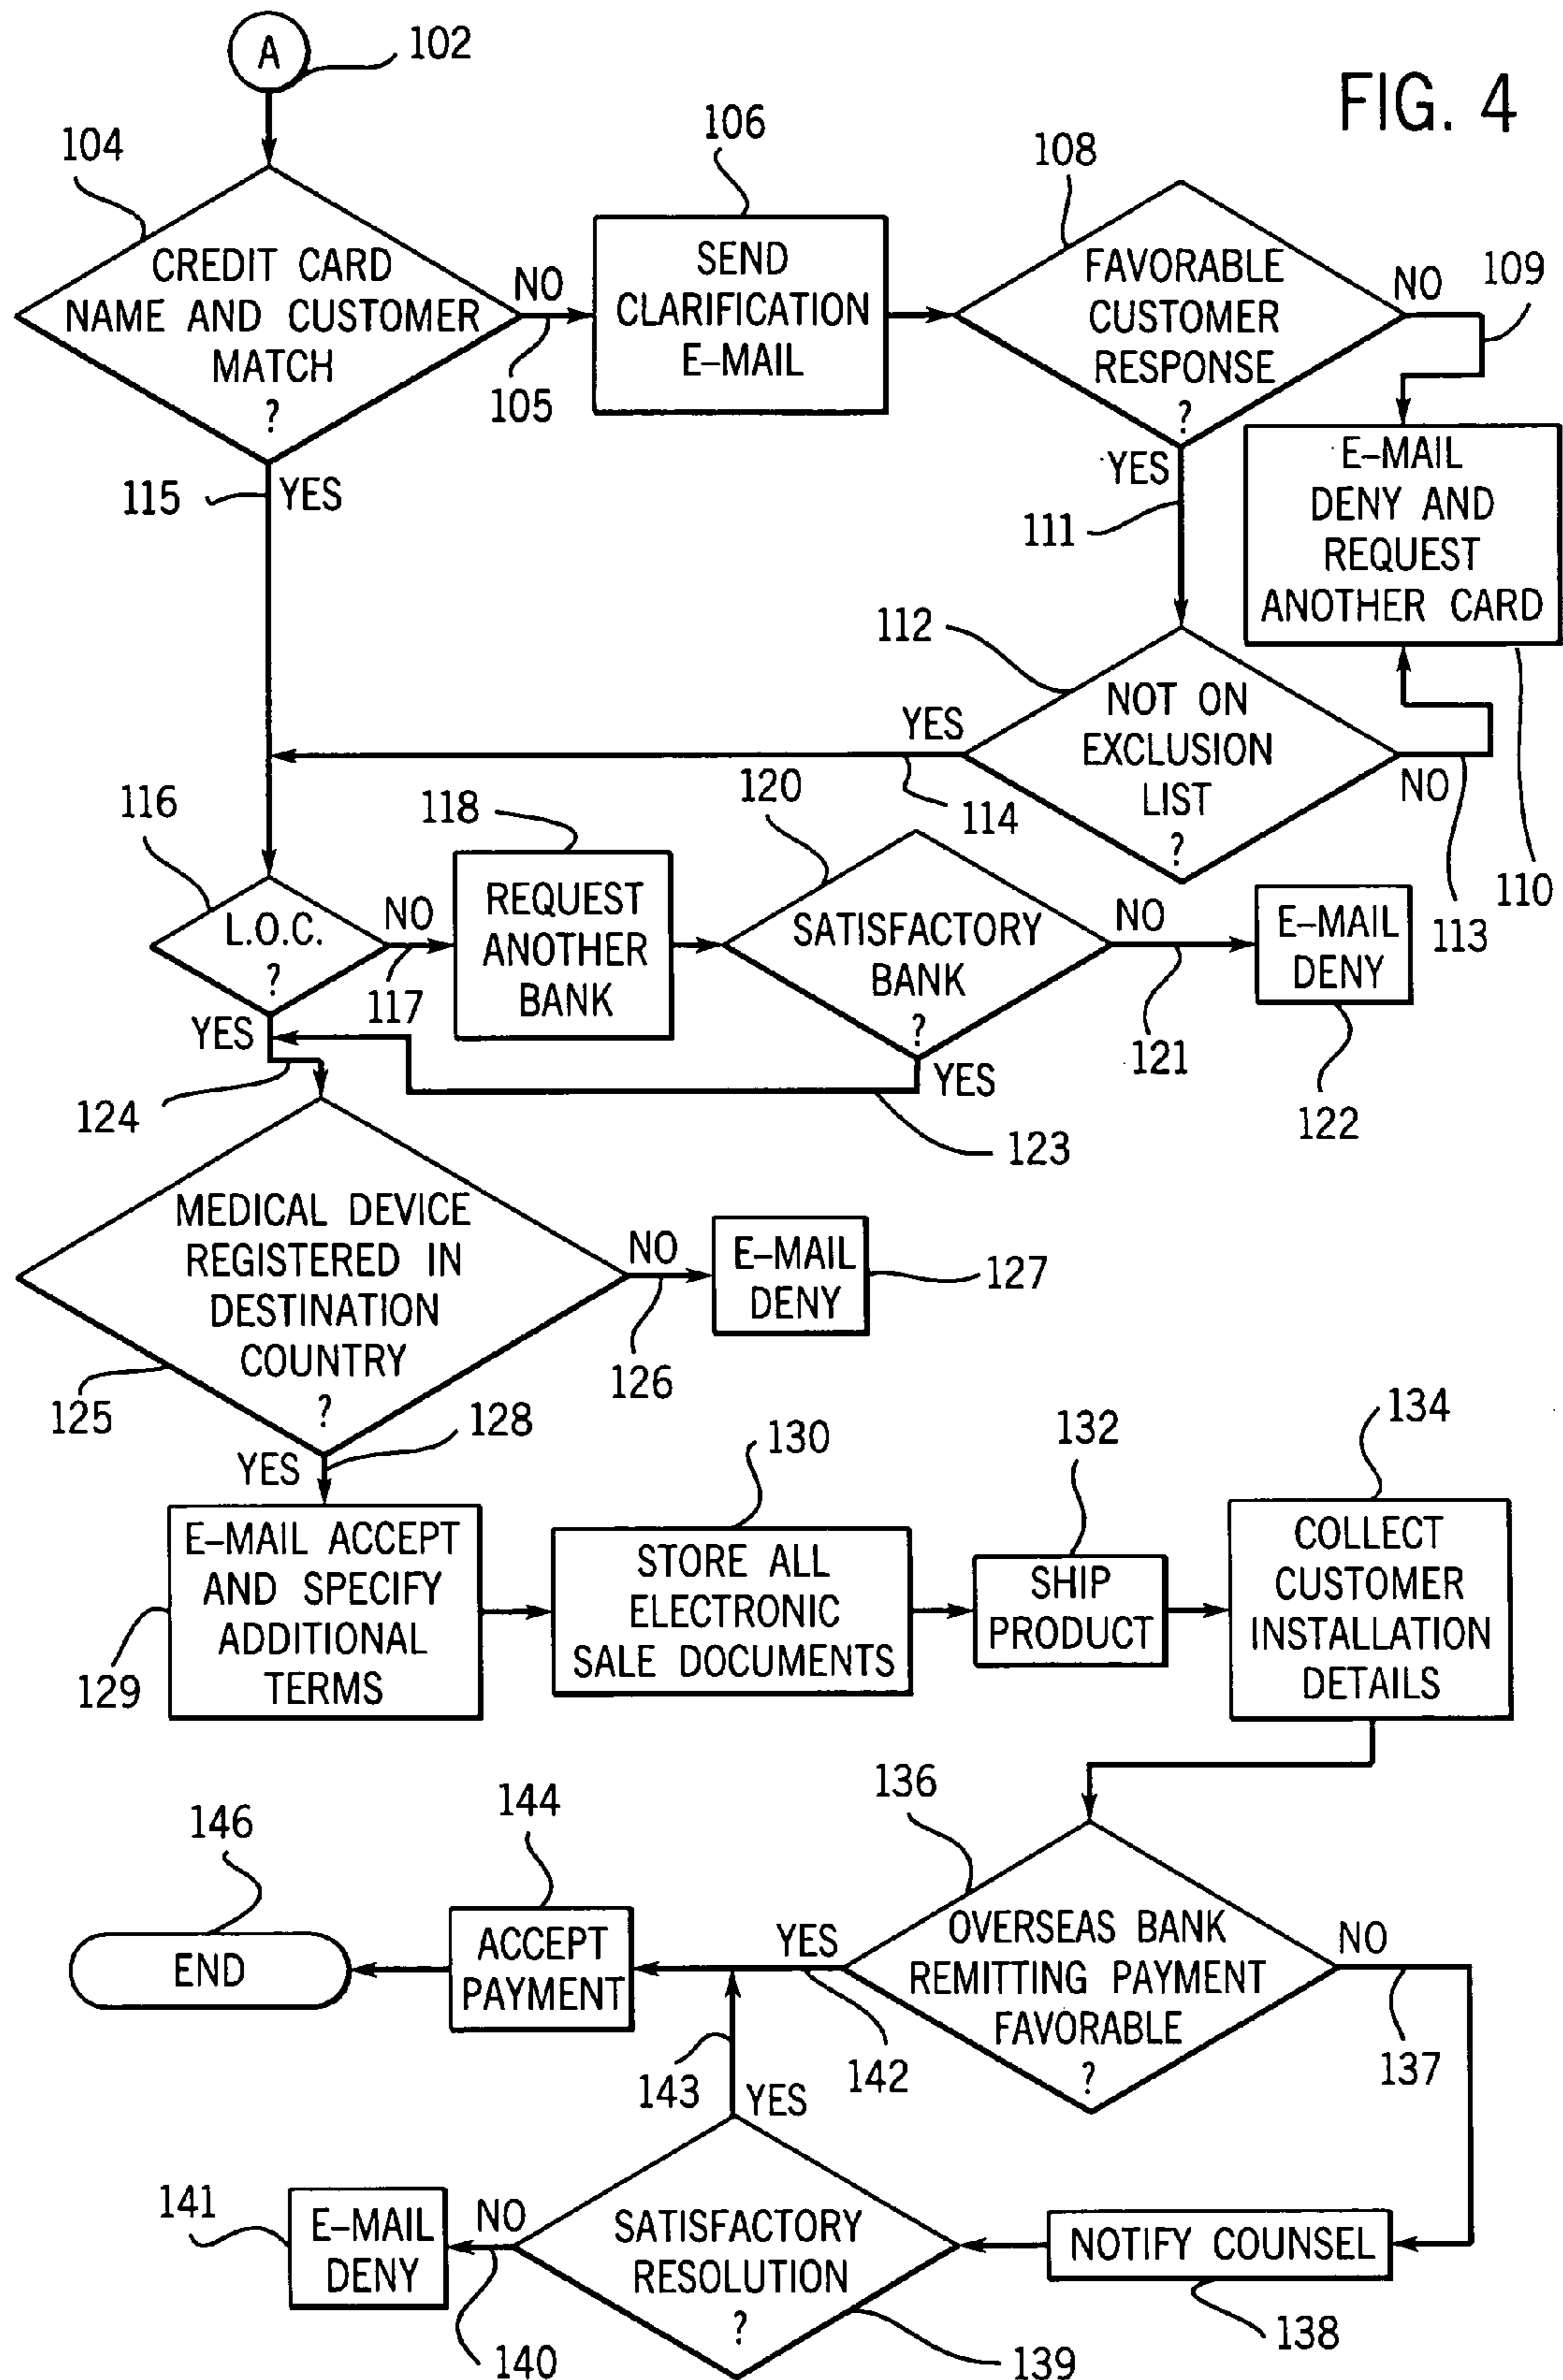 A
102
FIG. 4
104
106
108
CREDIT CARD
NAME AND CUSTOMER
MATCH
?
NO
105
SEND
CLARIFICATION
E-MAIL
FAVORABLE
CUSTOMER
RESPONSE
?
NO
109
115
YES
YES
111
E-MAIL
DENY AND
REQUEST
ANOTHER CARD
110
112
NOT ON
EXCLUSION
LIST
?
YES
114
NO
113
116
L.O.C.
?
NO
117
118
REQUEST
ANOTHER
BANK
120
SATISFACTORY
BANK
?
NO
121
E-MAIL
DENY
122
YES
124
YES
123
MEDICAL DEVICE
REGISTERED IN
DESTINATION
COUNTRY
?
125
NO
126
E-MAIL
DENY
127
YES
128
130
132
134
E-MAIL ACCEPT
AND SPECIFY
ADDITIONAL
TERMS
129
STORE ALL
ELECTRONIC
SALE DOCUMENTS
SHIP
PRODUCT
COLLECT
CUSTOMER
INSTALLATION
DETAILS
136
144
146
END
ACCEPT
PAYMENT
YES
142
OVERSEAS BANK
REMITTING PAYMENT
FAVORABLE
?
NO
137
143
YES
141
E-MAIL
DENY
NO
140
SATISFACTORY
RESOLUTION
?
139
NOTIFY COUNSEL
138